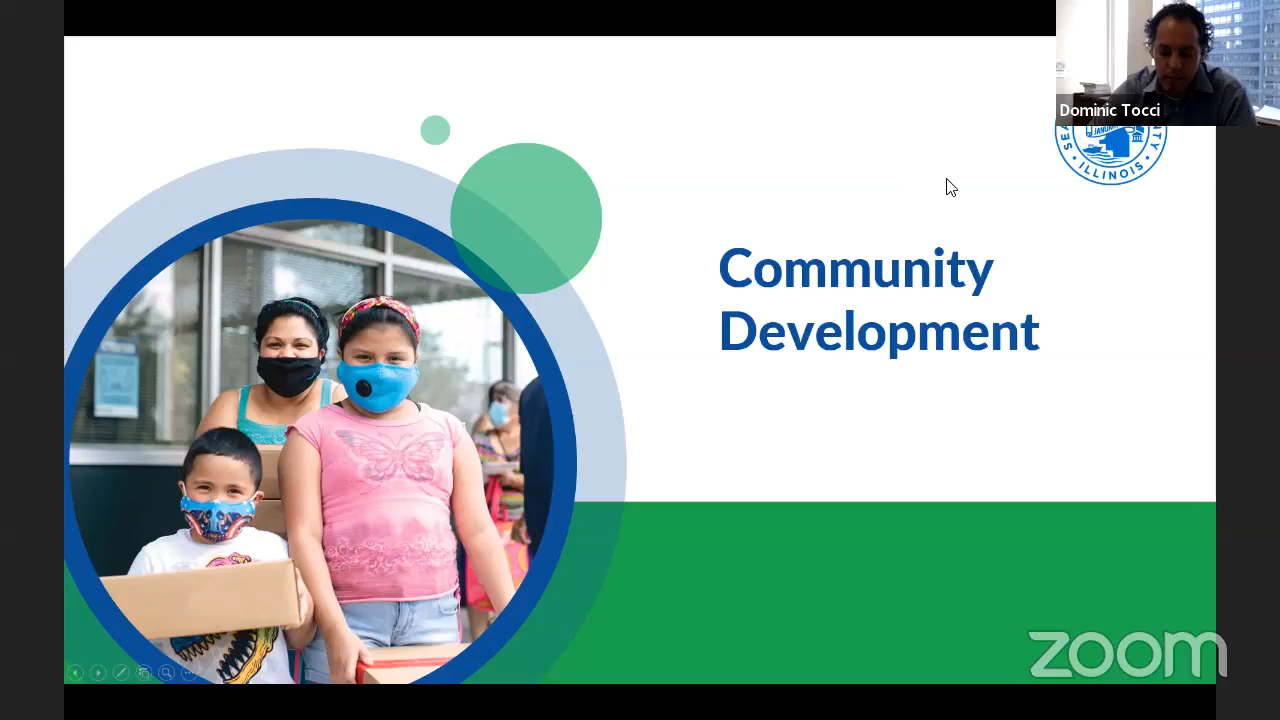 Dominic Tocci
ILLINOIS
Community
Development
zoom